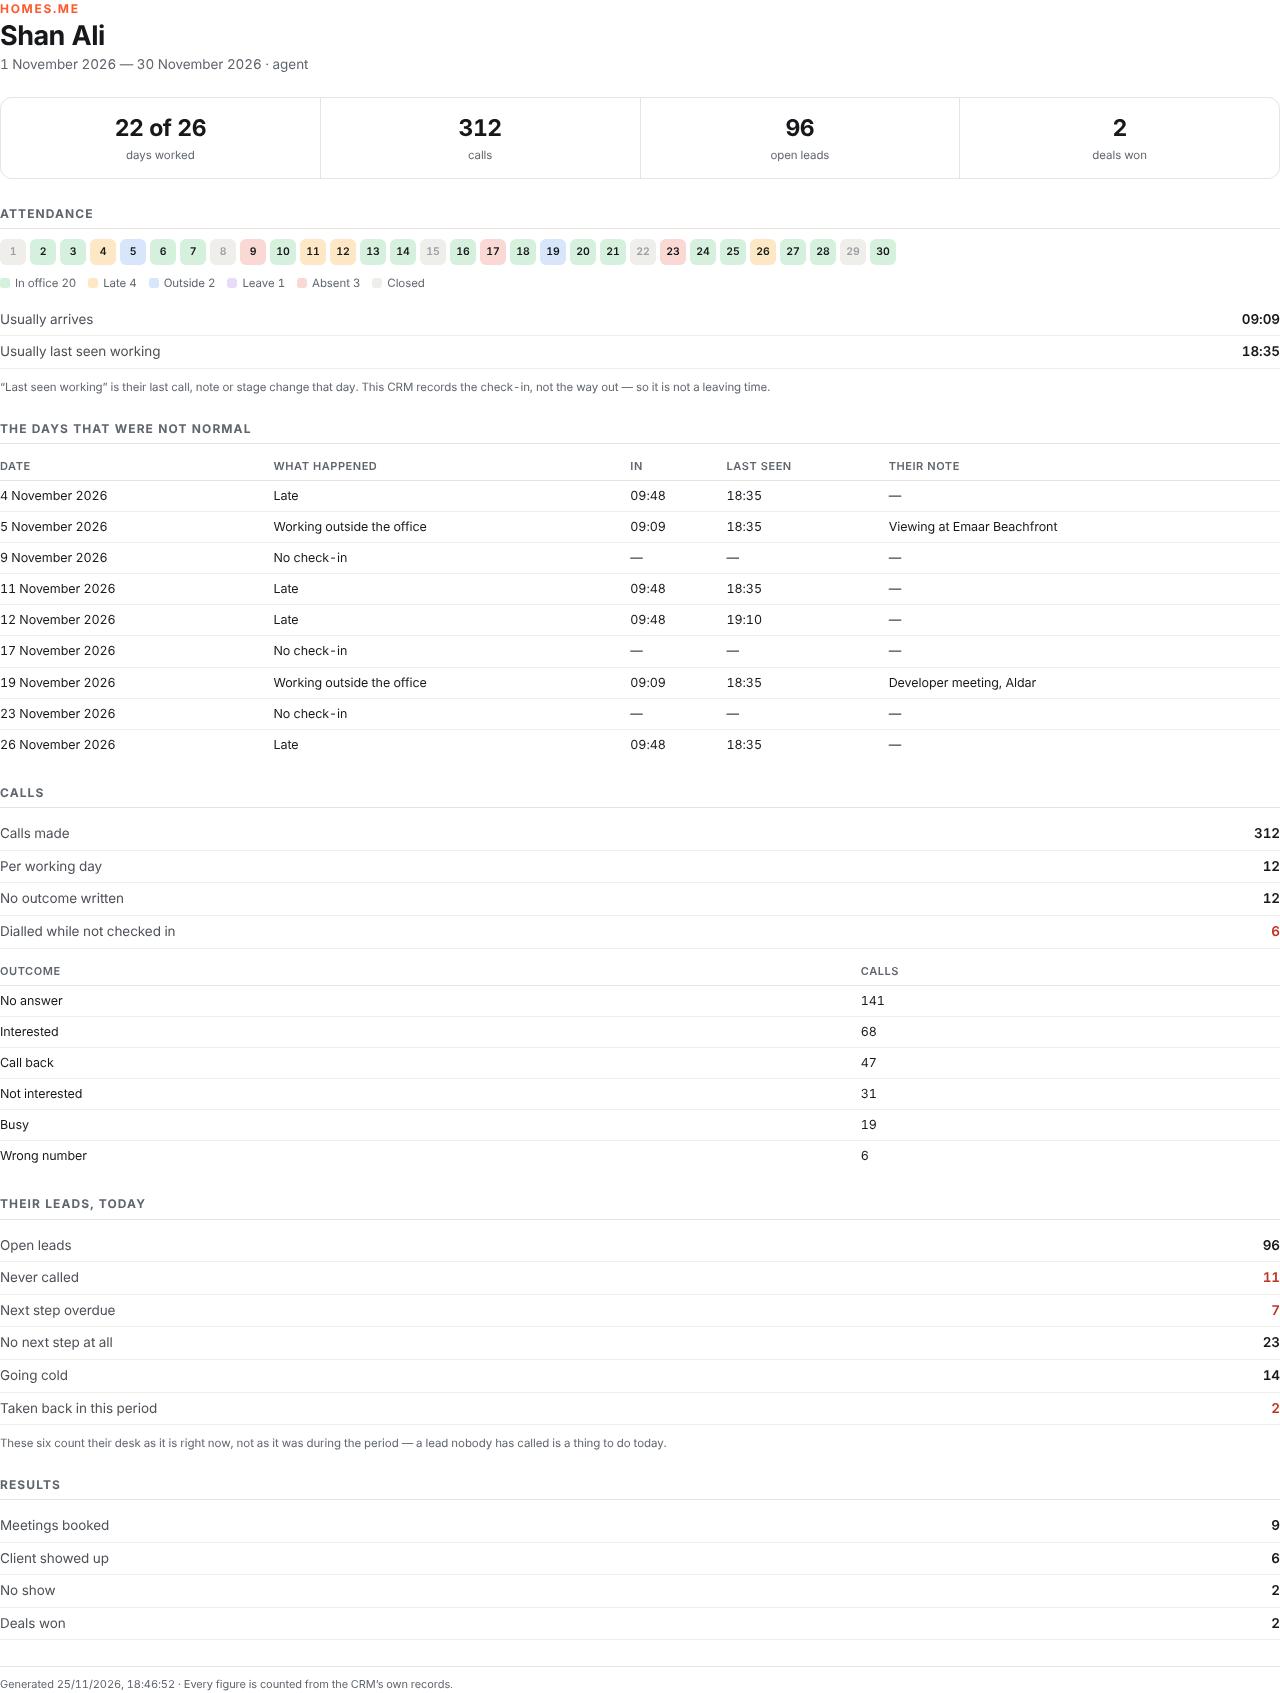 HOMES.ME
Shan Ali
1 November 2026 — 30 November 2026 · agent
22 of 26
days worked
312
calls
96
open leads
2
deals won
ATTENDANCE
1 2 3 4 5 6 7 8 9 10 11 12 13 14 15 16 17 18 19 20 21 22 23 24 25 26 27 28 29 30
In office 20 Late 4 Outside 2 Leave 1 Absent 3 Closed
Usually arrives 09:09
Usually last seen working 18:35
“Last seen working” is their last call, note or stage change that day. This CRM records the check-in, not the way out — so it is not a leaving time.
THE DAYS THAT WERE NOT NORMAL
DATE WHAT HAPPENED IN LAST SEEN THEIR NOTE
4 November 2026 Late 09:48 18:35 —
5 November 2026 Working outside the office 09:09 18:35 Viewing at Emaar Beachfront
9 November 2026 No check-in — — —
11 November 2026 Late 09:48 18:35 —
12 November 2026 Late 09:48 19:10 —
17 November 2026 No check-in — — —
19 November 2026 Working outside the office 09:09 18:35 Developer meeting, Aldar
23 November 2026 No check-in — — —
26 November 2026 Late 09:48 18:35 —
CALLS
Calls made 312
Per working day 12
No outcome written 12
Dialled while not checked in 6
OUTCOME CALLS
No answer 141
Interested 68
Call back 47
Not interested 31
Busy 19
Wrong number 6
THEIR LEADS, TODAY
Open leads 96
Never called 11
Next step overdue 7
No next step at all 23
Going cold 14
Taken back in this period 2
These six count their desk as it is right now, not as it was during the period — a lead nobody has called is a thing to do today.
RESULTS
Meetings booked 9
Client showed up 6
No show 2
Deals won 2
Generated 25/11/2026, 18:46:52 · Every figure is counted from the CRM’s own records.